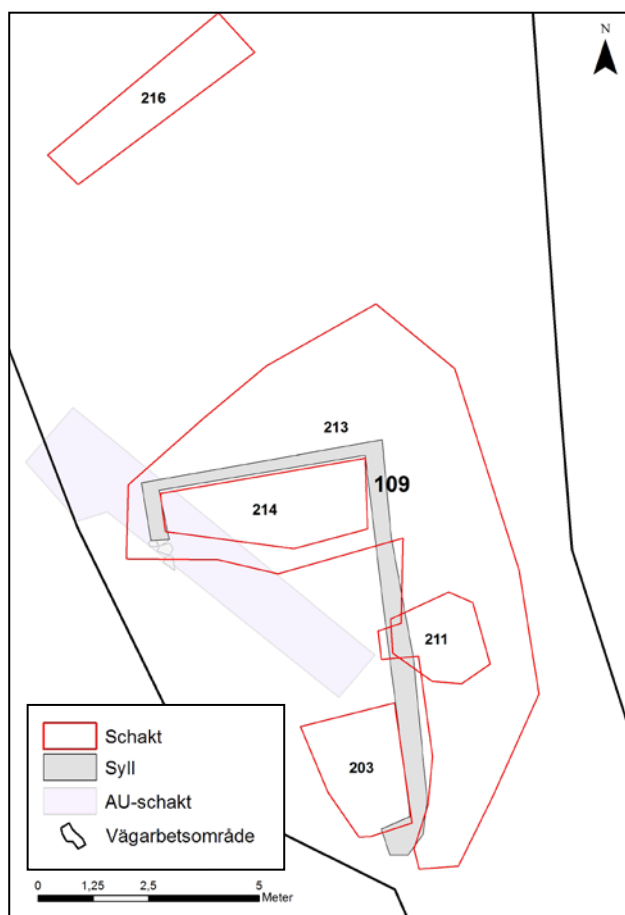 N
216
213
109
214
211
203
Schakt
Syll
AU-schakt
Vägarbetsområde
0 1,25 2,5 5
Meter